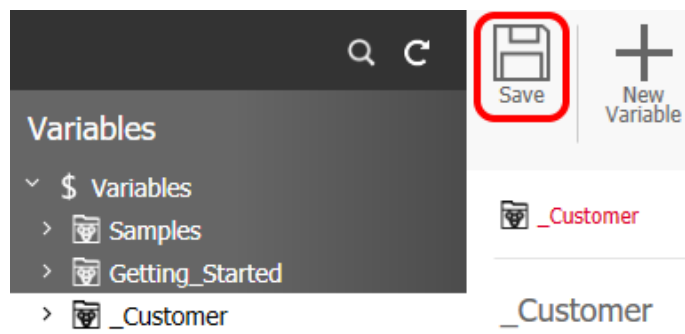 Save
New
Variable
Variables
$ Variables
Samples
Getting_Started
_Customer
_Customer
_Customer